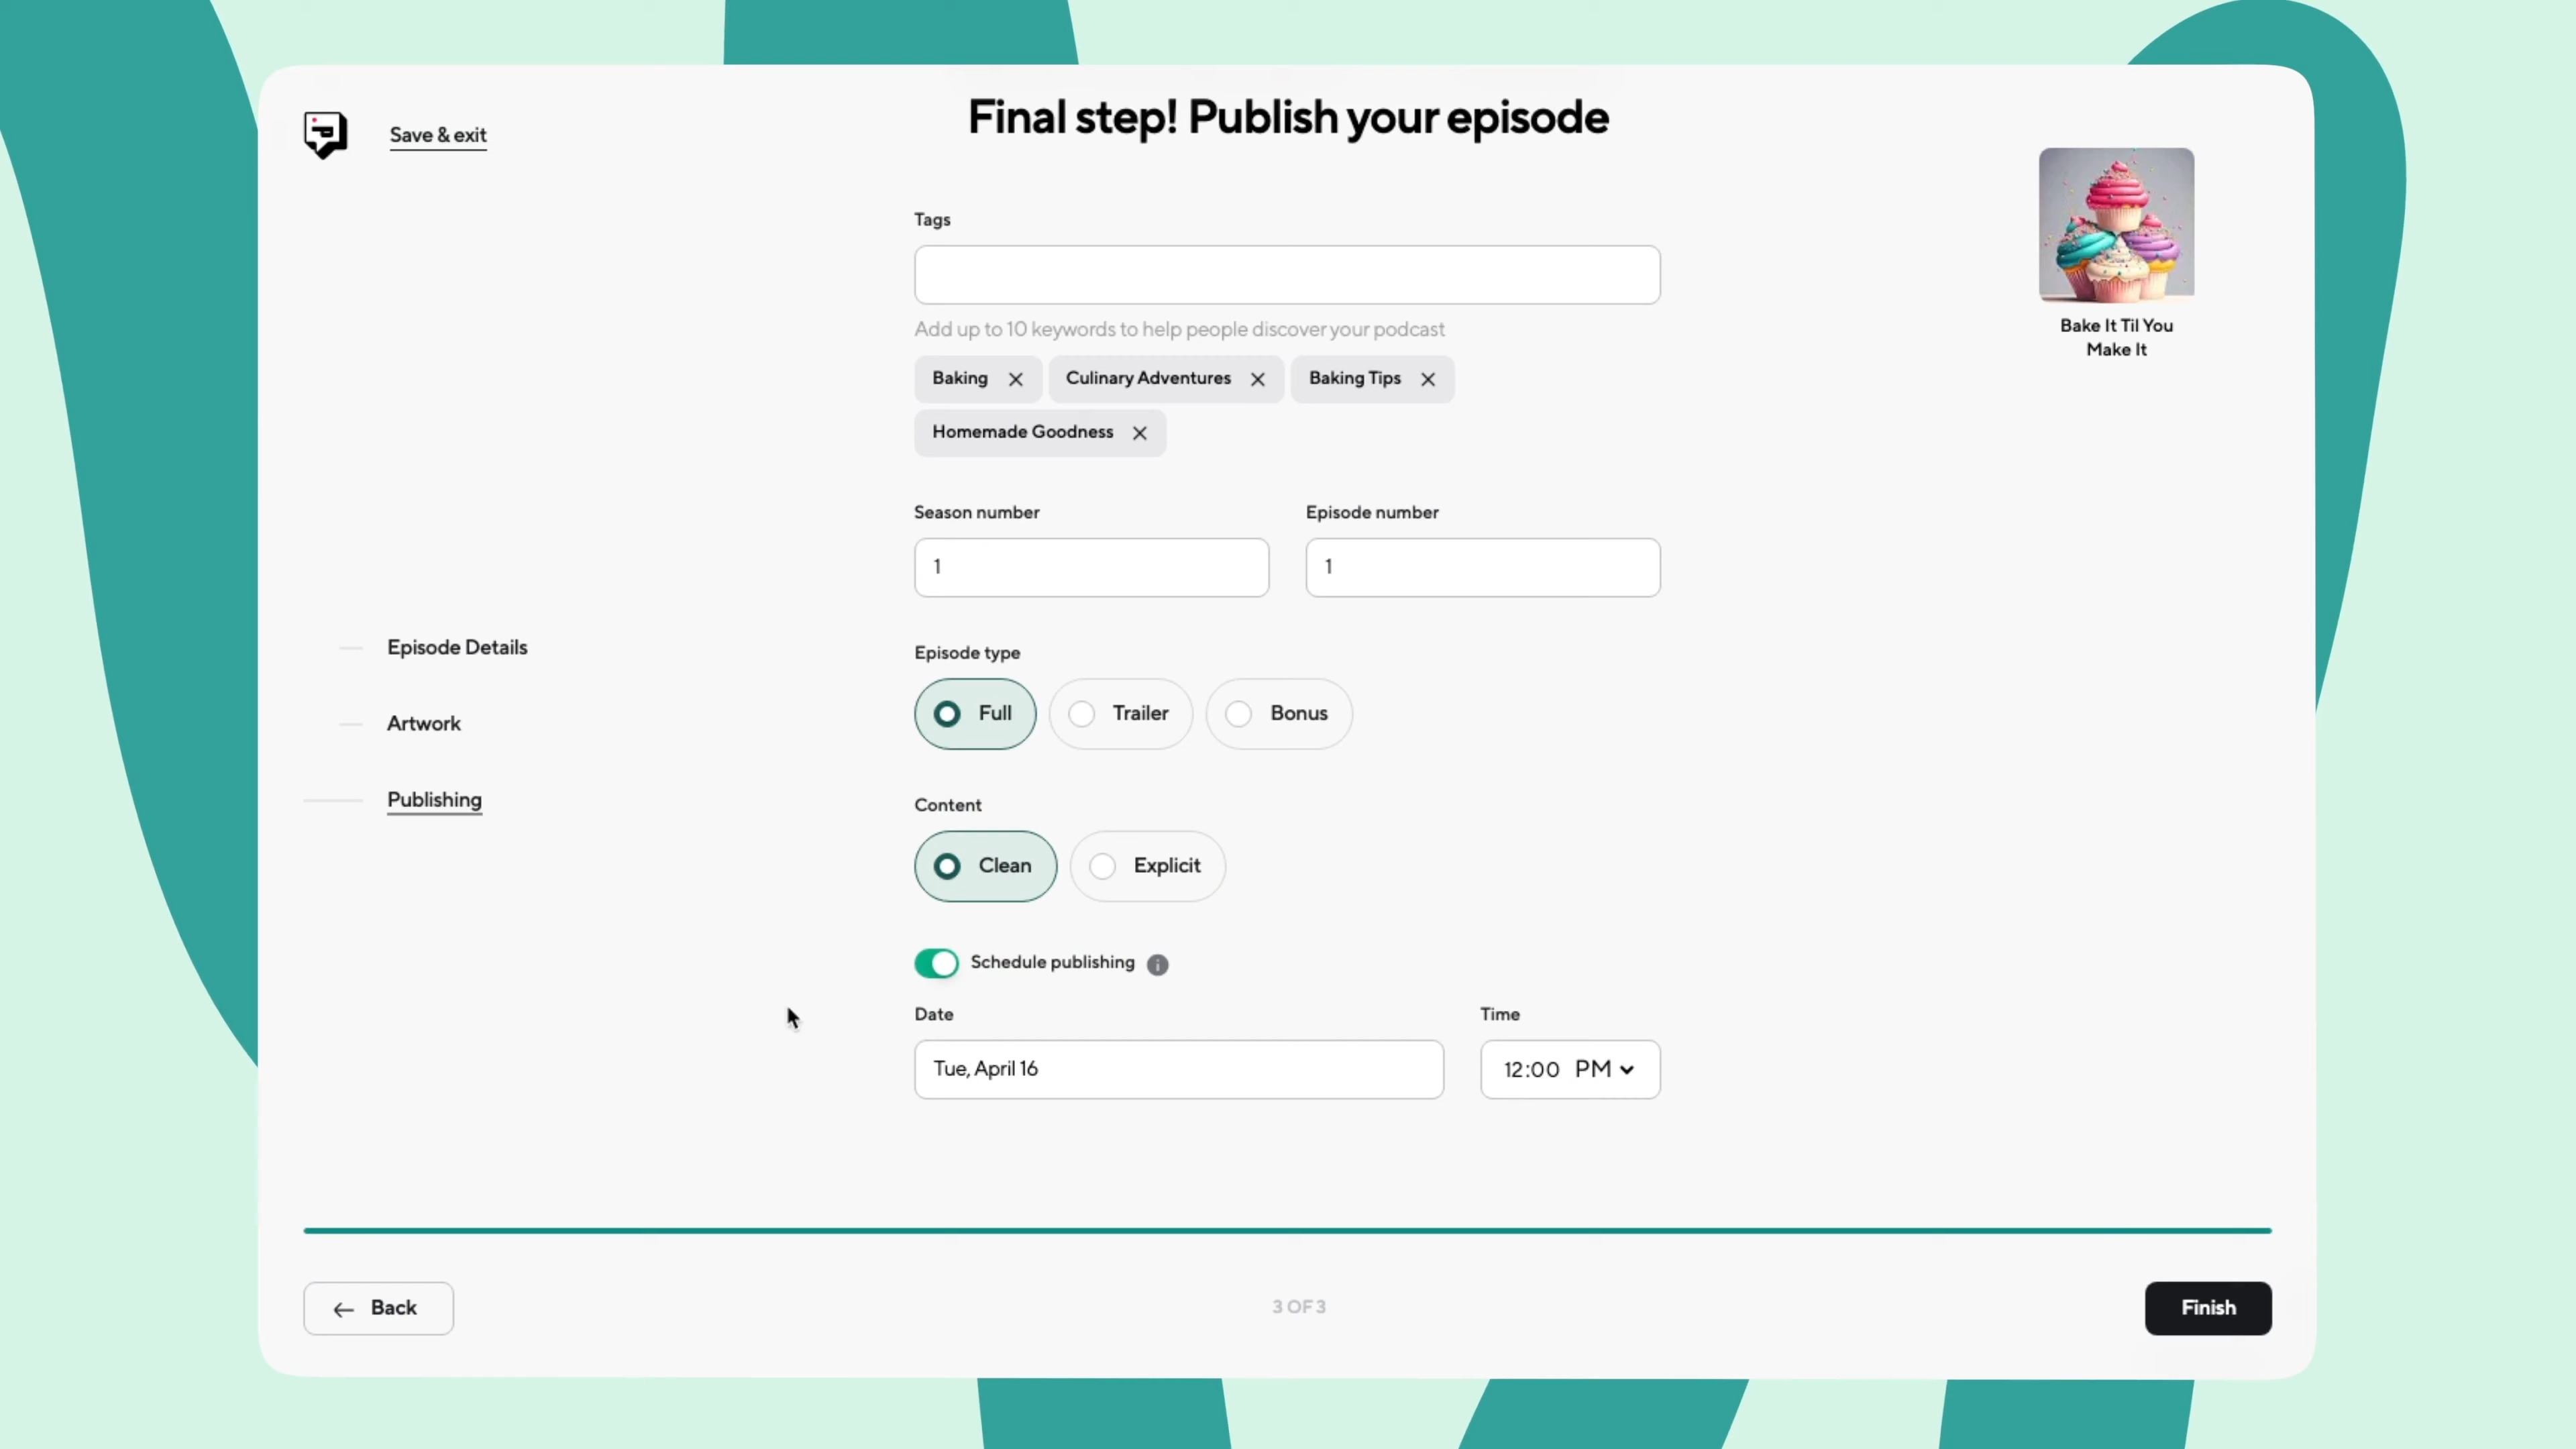 Save & exit
Final step! Publish your episode
Bake It Til You
Make It
Tags
Add up to 10 keywords to help people discover your podcast
Baking
Culinary Adventures
Baking Tips
Homemade Goodness
Season number
Episode number
1
1
Episode Details
Artwork
Publishing
Episode type
Full
Trailer
Bonus
Content
Clean
Explicit
Schedule publishing
Date
Time
Tue, April 16
12:00 PM
Back
3 OF 3
Finish